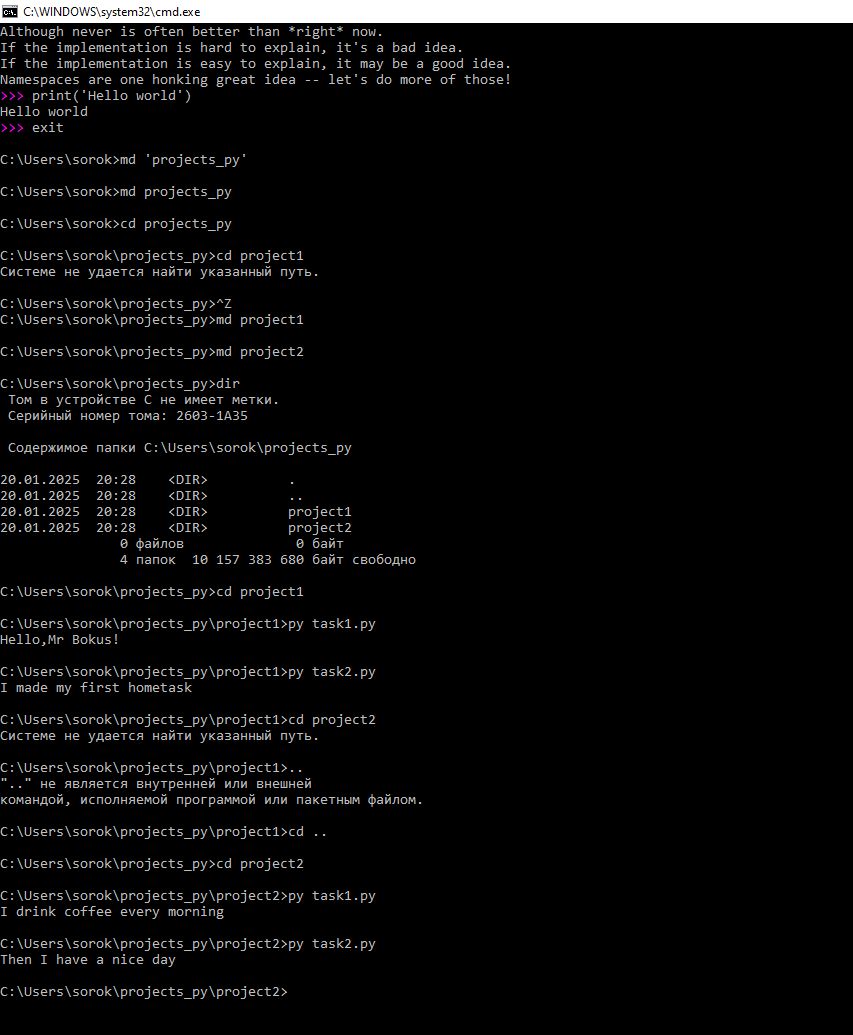 C:\WINDOWS\system32\cmd.exe
Although never is often better than *right* now.
If the implementation is hard to explain, it's a bad idea.
If the implementation is easy to explain, it may be a good idea.
Namespaces are one honking great idea -- let's do more of those!
>>> print('Hello world')
Hello world
>>> exit
C:\Users\sorok>md 'projects_py'
C:\Users\sorok>md projects_py
C:\Users\sorok>cd projects_py
C:\Users\sorok\projects_py>cd project1
Системе не удается найти указанный путь.
C:\Users\sorok\projects_py>^Z
C:\Users\sorok\projects_py>md project1
C:\Users\sorok\projects_py>md project2
C:\Users\sorok\projects_py>dir
Том в устройстве C не имеет метки.
Серийный номер тома: 2603-1A35
Содержимое папки C:\Users\sorok\projects_py
20.01.2025  20:28    <DIR>          .
20.01.2025  20:28    <DIR>          ..
20.01.2025  20:28    <DIR>          project1
20.01.2025  20:28    <DIR>          project2
0 файлов              0 байт
4 папок  10 157 383 680 байт свободно
C:\Users\sorok\projects_py>cd project1
C:\Users\sorok\projects_py\project1>py task1.py
Hello,Mr Bokus!
C:\Users\sorok\projects_py\project1>py task2.py
I made my first hometask
C:\Users\sorok\projects_py\project1>cd project2
Системе не удается найти указанный путь.
C:\Users\sorok\projects_py\project1>..
".." не является внутренней или внешней
командой, исполняемой программой или пакетным файлом.
C:\Users\sorok\projects_py\project1>cd ..
C:\Users\sorok\projects_py>cd project2
C:\Users\sorok\projects_py\project2>py task1.py
I drink coffee every morning
C:\Users\sorok\projects_py\project2>py task2.py
Then I have a nice day
C:\Users\sorok\projects_py\project2>